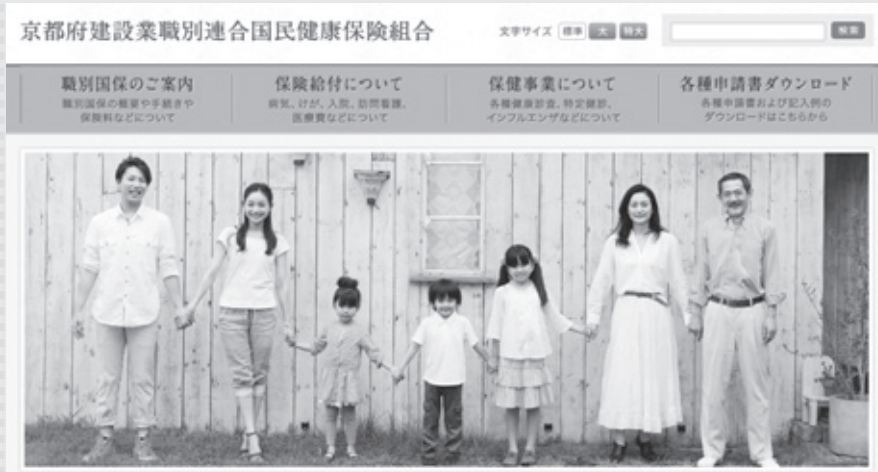 京都府建設業職別連合国民健康保険組合
文字サイズ 標準 大 特大
検索
職別国保のご案内
職別国保の概要や手続きや
保険料などについて
保険給付について
病気、けが、入院、訪問看護、
医療費などについて
保健事業について
各種健康診査、特定健診、
インフルエンザなどについて
各種申請書ダウンロード
各種申請書および記入例の
ダウンロードはこちらから